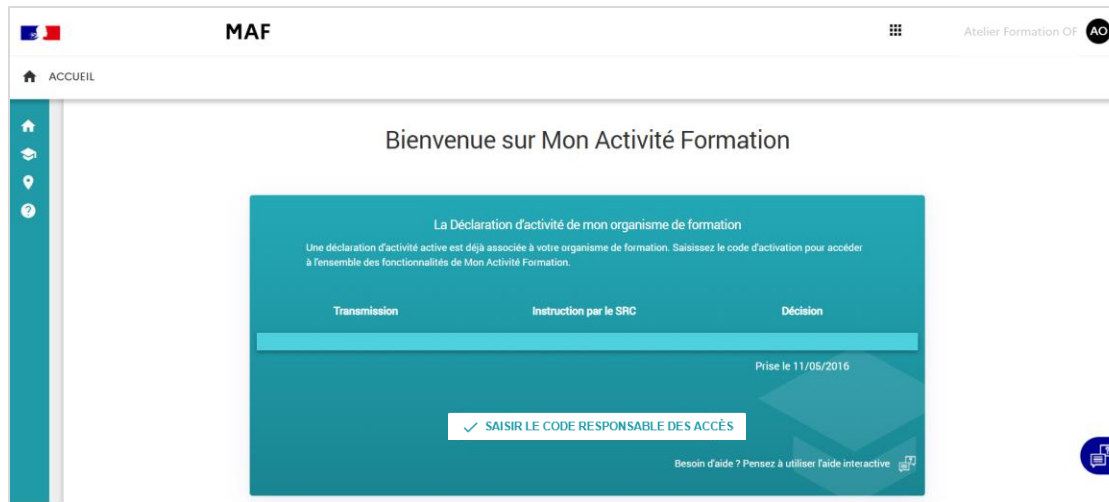 MAF
Atelier Formation OF
AO
ACCUEIL
Bienvenue sur Mon Activité Formation
La Déclaration d'activité de mon organisme de formation
Une déclaration d'activité active est déjà associée à votre organisme de formation. Saisissez le code d'activation pour accéder
à l'ensemble des fonctionnalités de Mon Activité Formation.
Transmission
Instruction par le SRC
Décision
Prise le 11/05/2016
SAISIR LE CODE RESPONSABLE DES ACCÈS
Besoin d'aide ? Pensez à utiliser l'aide interactive